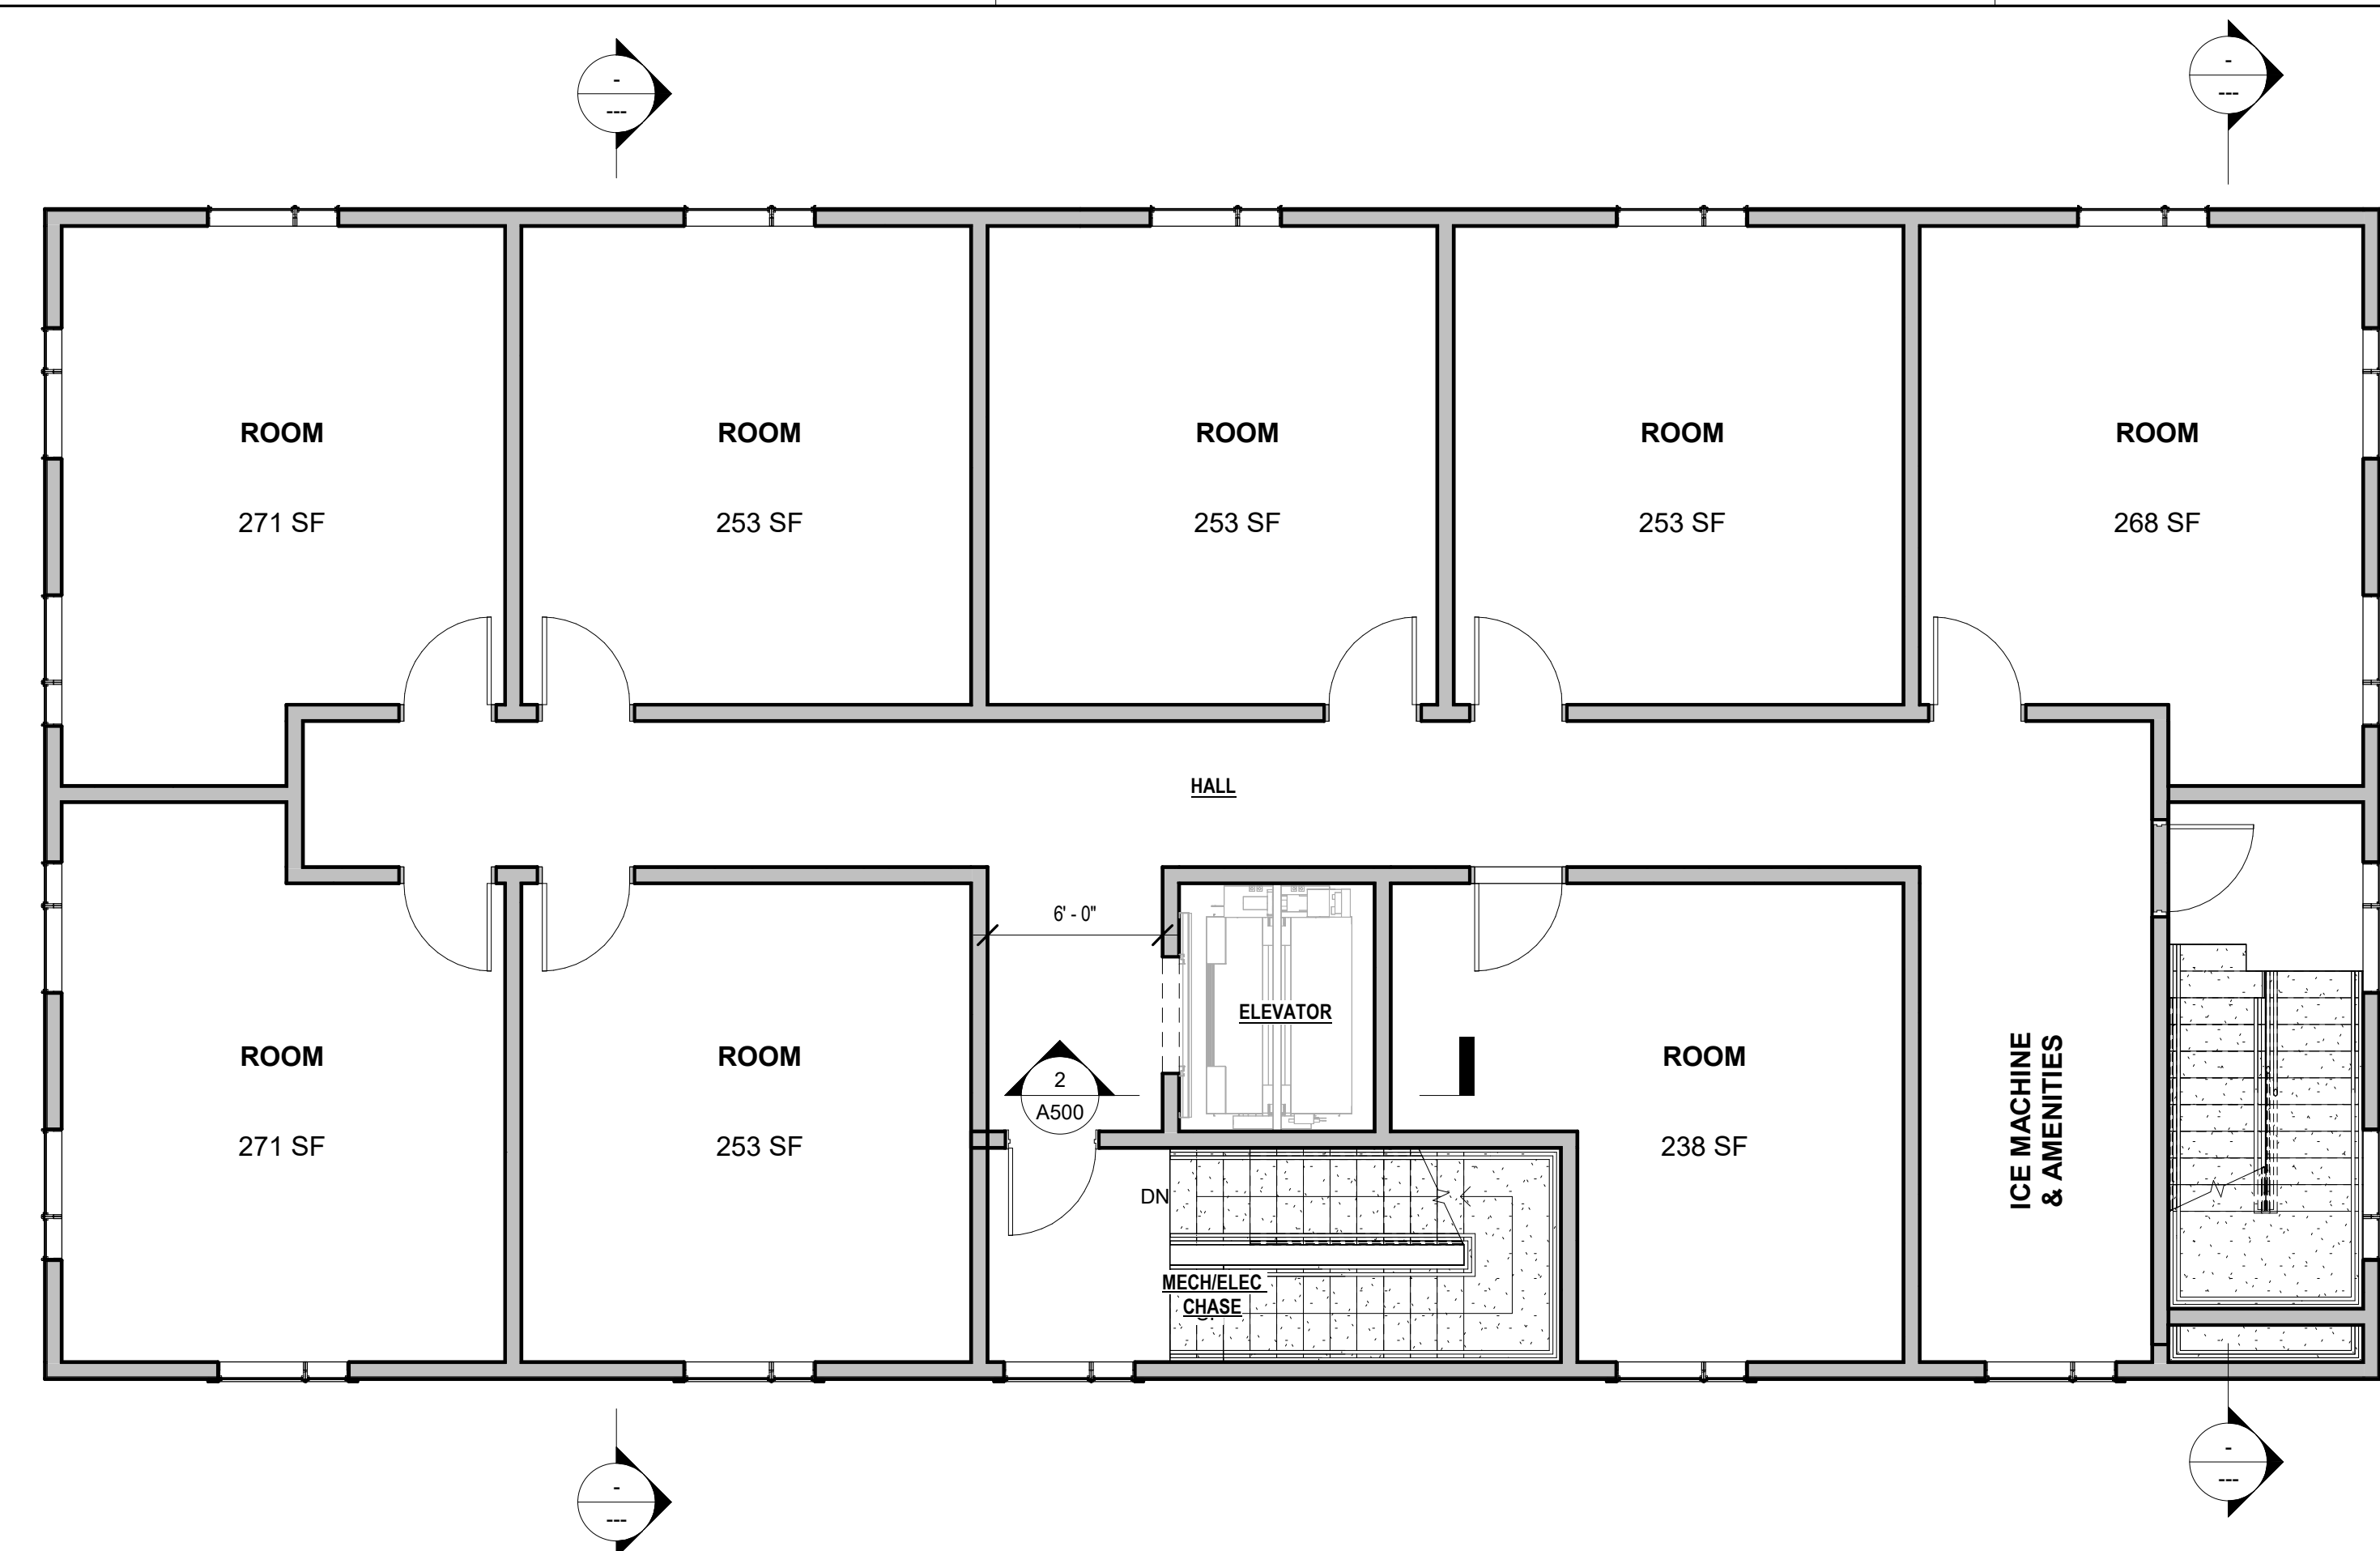 -
---
-
---
ROOM
ROOM
ROOM
ROOM
ROOM
271 SF
253 SF
253 SF
253 SF
268 SF
HALL
6' - 0"
ELEVATOR
ROOM
ROOM
2
A500
ROOM
271 SF
253 SF
238 SF
ICE MACHINE
& AMENITIES
DN
MECH/ELEC
CHASE
-
---
-
---